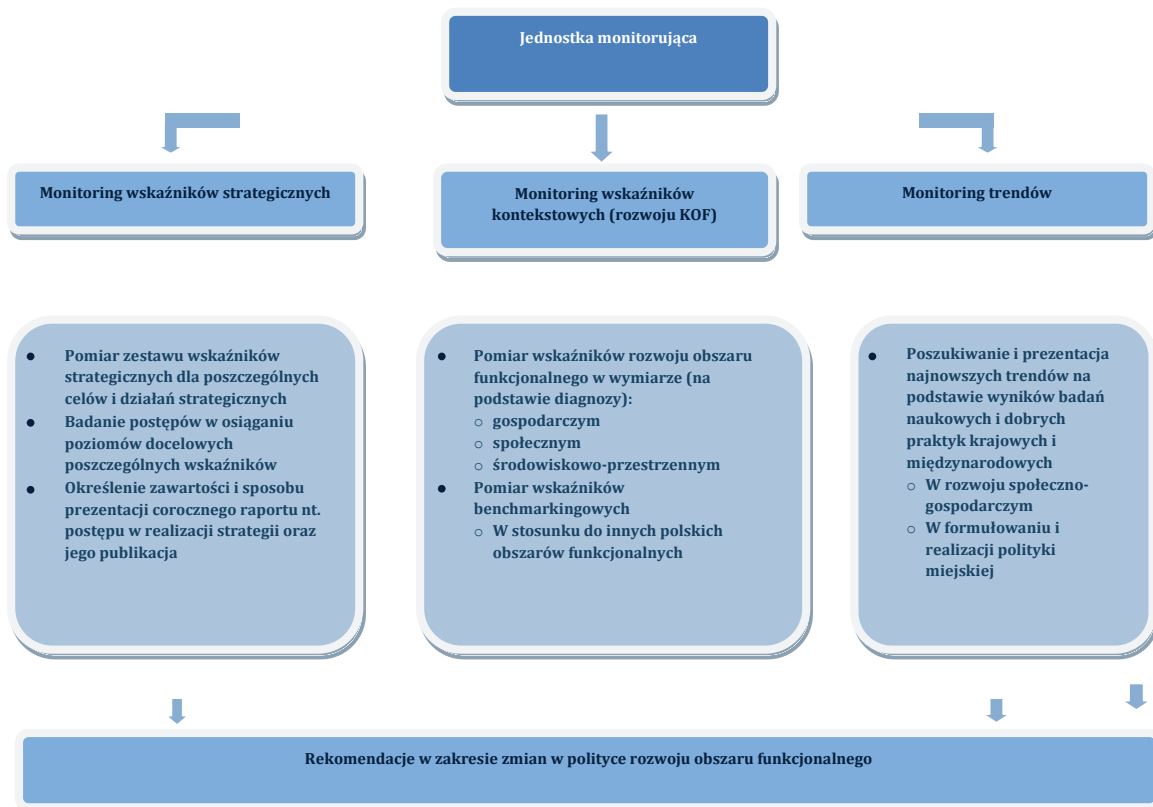 Jednostka monitorująca
Monitoring wskaźników strategicznych
Monitoring wskaźników
kontekstowych (rozwoju KOF)
Monitoring trendów
● Pomiar zestawu wskaźników
strategicznych dla poszczególnych
celów i działań strategicznych
● Badanie postępów w osiąganiu
poziomów docelowych
poszczególnych wskaźników
● Określenie zawartości i sposobu
prezentacji corocznego raportu nt.
postępu w realizacji strategii oraz
jego publikacja
● Pomiar wskaźników rozwoju obszaru
funkcjonalnego w wymiarze (na
podstawie diagnozy):
○ gospodarczym
○ społecznym
○ środowiskowo-przestrzennym
● Pomiar wskaźników
benchmarkingowych
○ W stosunku do innych polskich
obszarów funkcjonalnych
● Poszukiwanie i prezentacja
najnowszych trendów na
podstawie wyników badań
naukowych i dobrych
praktyk krajowych i
międzynarodowych
○ W rozwoju społeczno-
gospodarczym
○ W formułowaniu i
realizacji polityki
miejskiej
Rekomendacje w zakresie zmian w polityce rozwoju obszaru funkcjonalnego